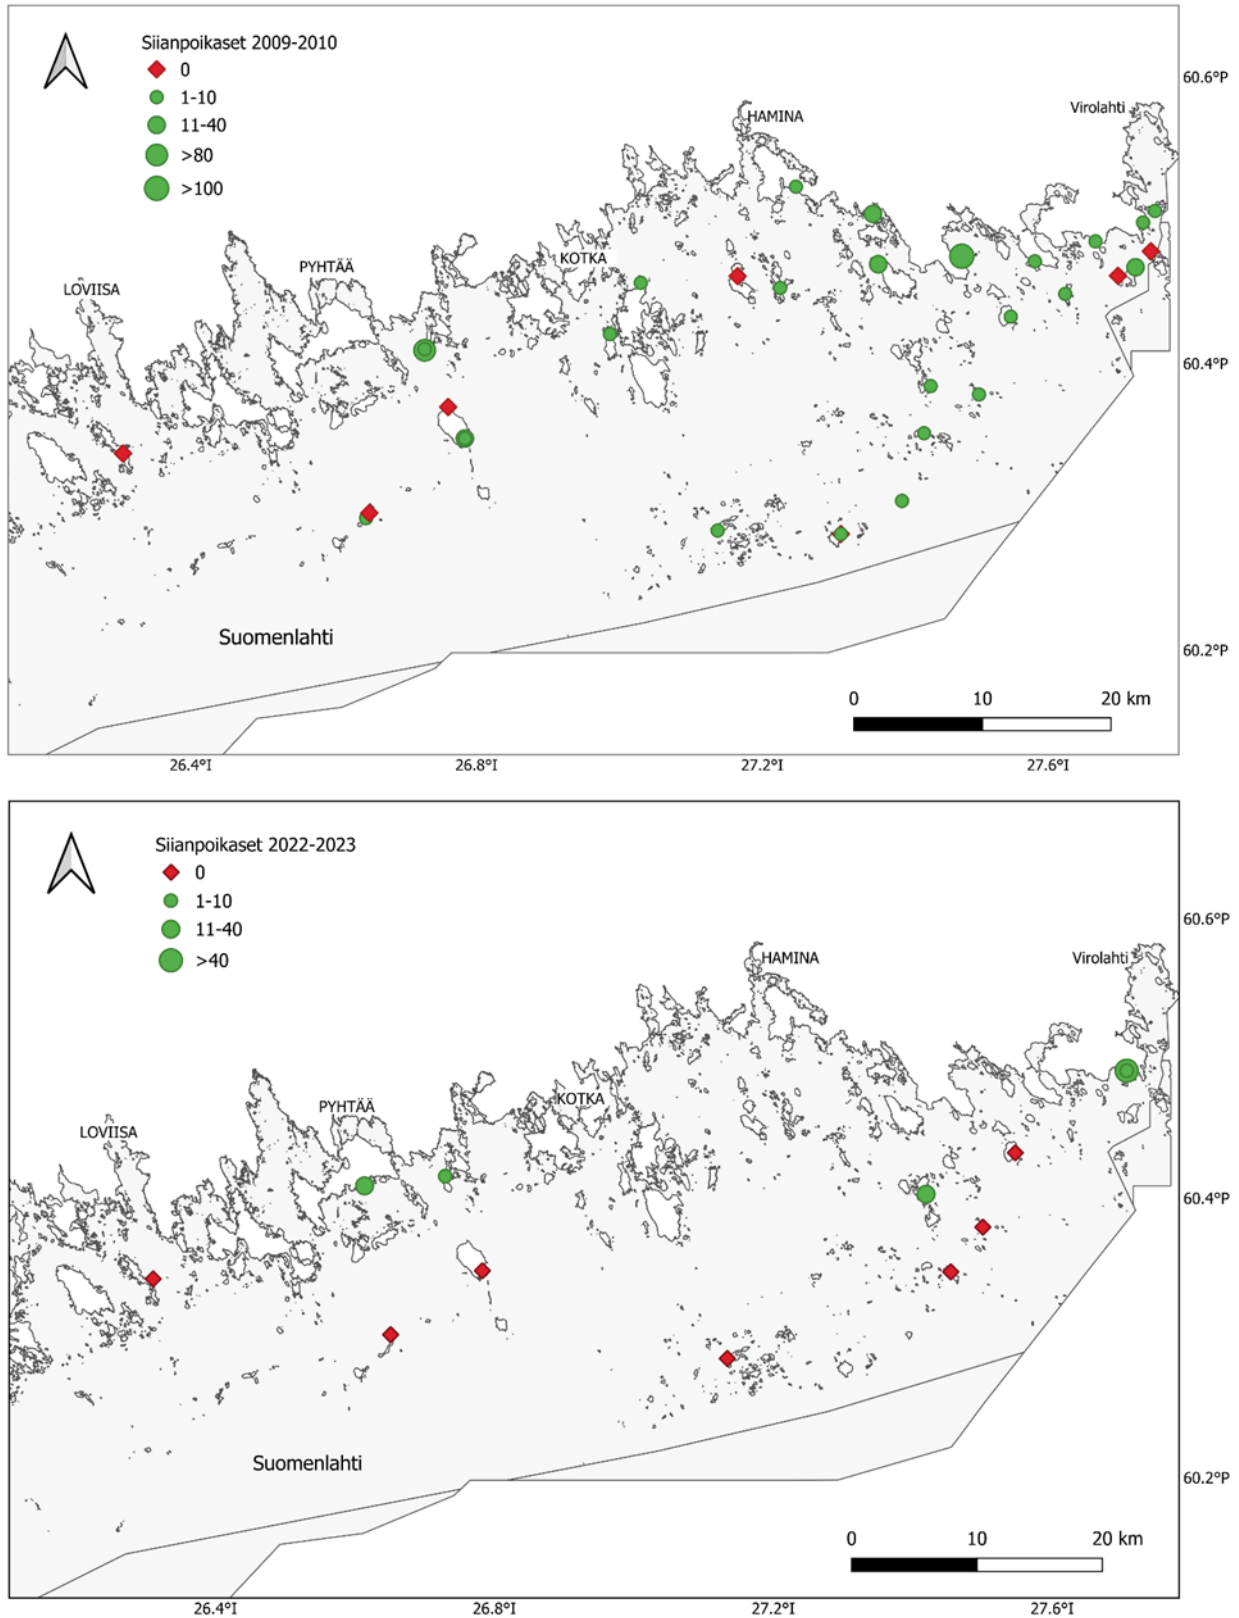 Siianpoikaset 2009-2010
0
1-10
11-40
>80
>100
HAMINA
Virolahti
KOTKA
PYHTÄÄ
LOVIISA
Suomenlahti
60.6°P
60.4°P
60.2°P
0 10 20 km
26.4°I 26.8°I 27.2°I 27.6°I
Siianpoikaset 2022-2023
0
1-10
11-40
>40
HAMINA
Virolahti
KOTKA
PYHTÄÄ
LOVIISA
Suomenlahti
60.6°P
60.4°P
60.2°P
0 10 20 km
26.4°I 26.8°I 27.2°I 27.6°I